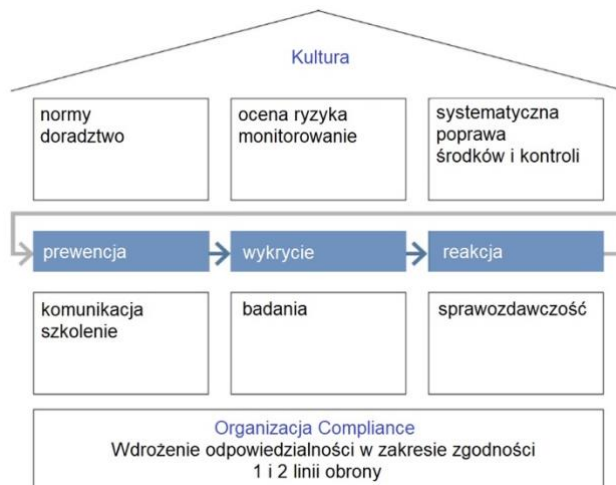 Kultura
normy
doradztwo
ocena ryzyka
monitorowanie
systematyczna
poprawa
środków i kontroli
prewencja
wykrycie
reakcja
komunikacja
szkolenie
badania
sprawozdawczość
Organizacja Compliance
Wdrożenie odpowiedzialności w zakresie zgodności
1 i 2 linii obrony